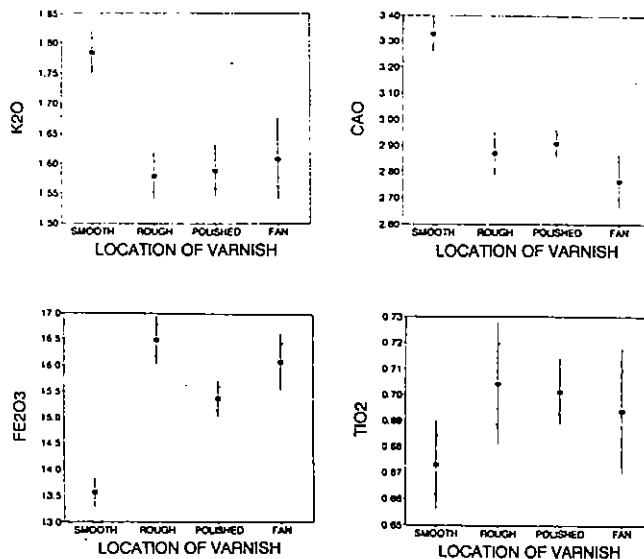 K2O
1.85
1.80
1.75
1.70
1.65
1.60
1.55
1.50
SMOOTH ROUGH POLISHED FAN
LOCATION OF VARNISH
CAO
3.40
3.30
3.20
3.10
3.00
2.90
2.80
2.70
2.60
SMOOTH ROUGH POLISHED FAN
LOCATION OF VARNISH
FE2O3
17.0
16.5
16.0
15.5
15.0
14.5
14.0
13.5
13.0
SMOOTH ROUGH POLISHED FAN
LOCATION OF VARNISH
TIO2
0.73
0.72
0.71
0.70
0.69
0.68
0.67
0.66
0.65
SMOOTH ROUGH POLISHED FAN
LOCATION OF VARNISH